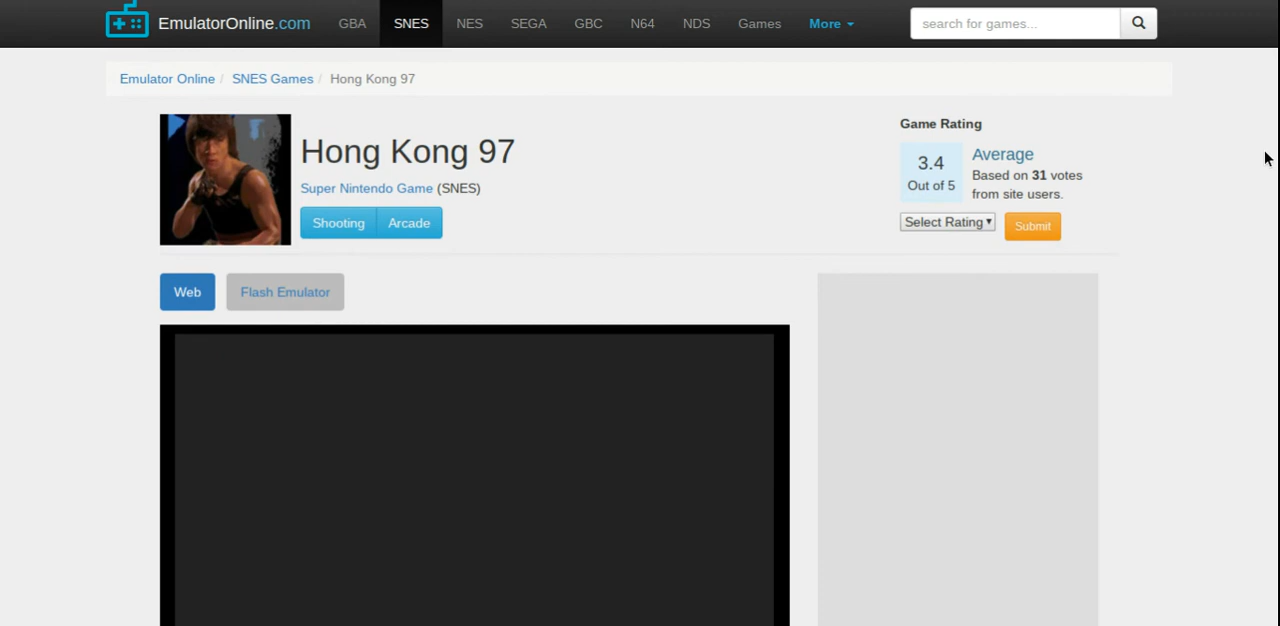 EmulatorOnline.com GBA SNES NES SEGA GBC N64 NDS Games More search for games...
Emulator Online / SNES Games / Hong Kong 97
Game Rating
Hong Kong 97
3.4
Out of 5
Average
Based on 31 votes
from site users.
Super Nintendo Game (SNES)
Shooting Arcade
Select Rating Submit
Web Flash Emulator